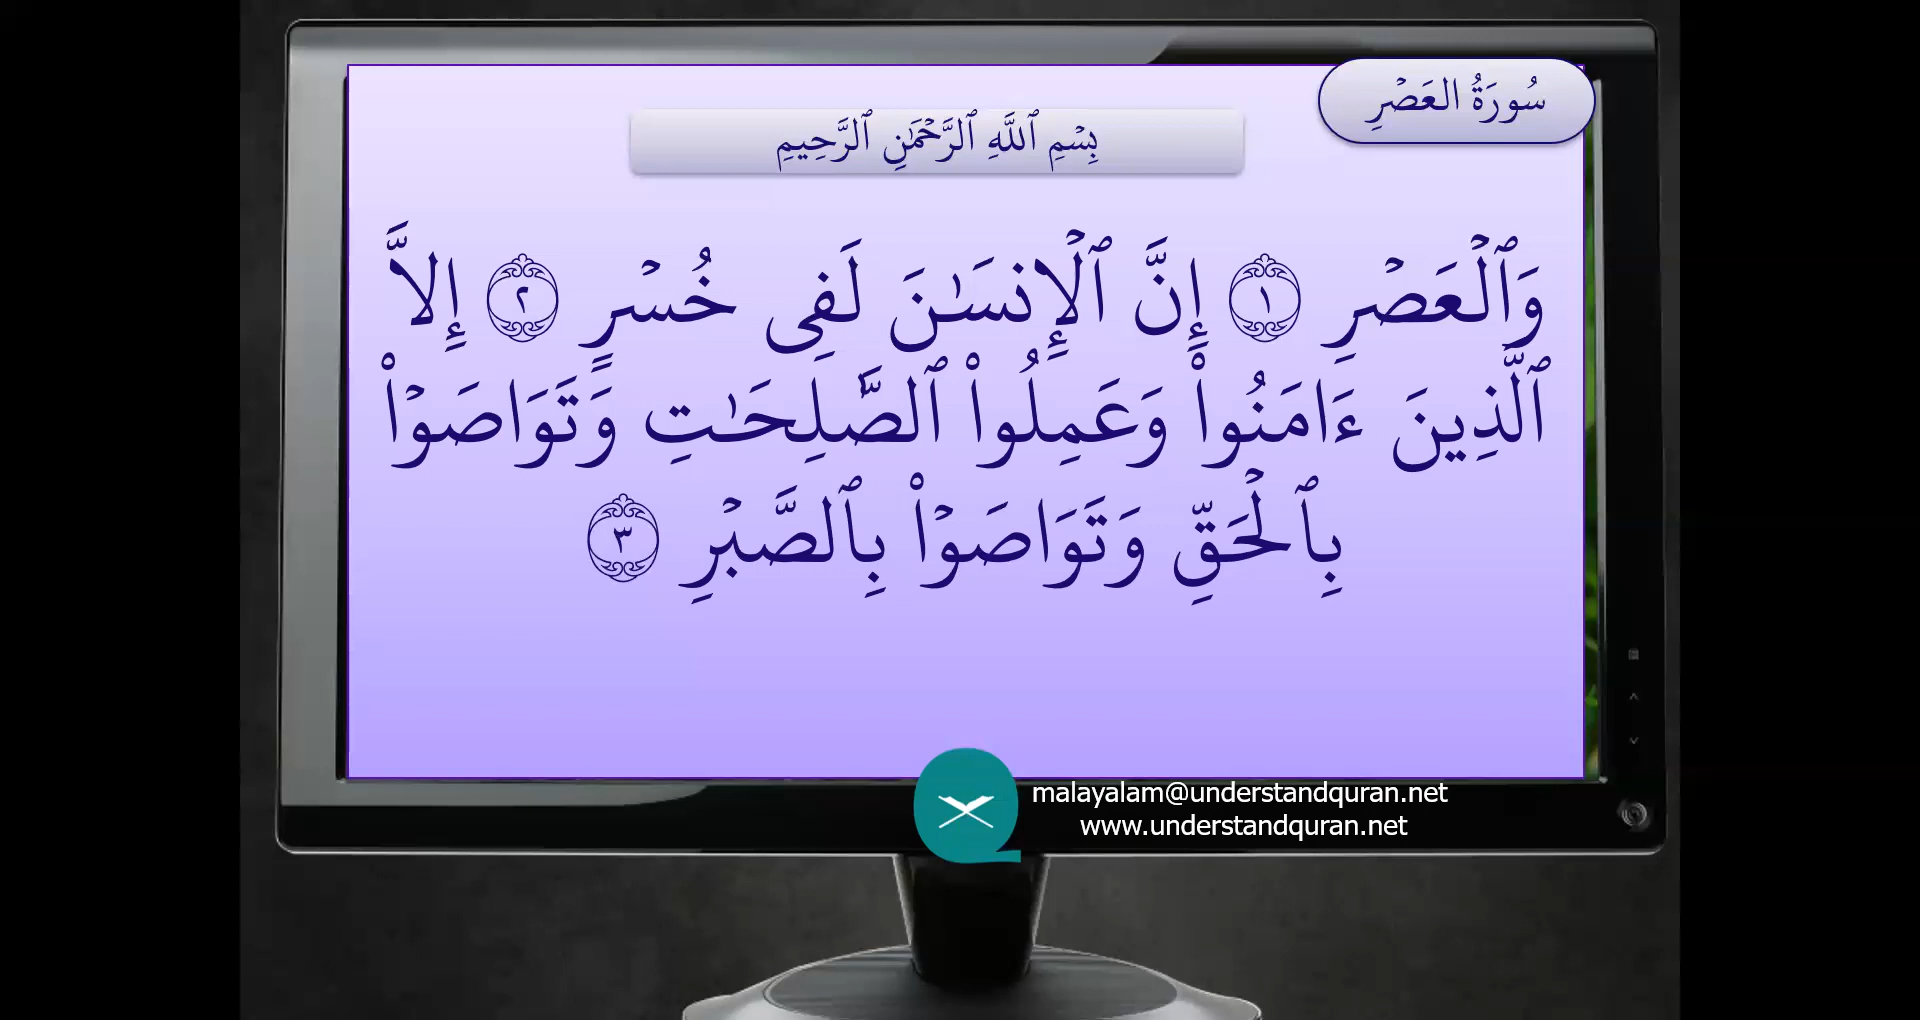 سُورَةُ العَصْرِ
بِسْمِ ٱللَّهِ ٱلرَّحْمَٰنِ ٱلرَّحِيمِ
وَٱلْعَصْرِ ١ إِنَّ ٱلْإِنسَٰنَ لَفِى خُسْرٍ ٢ إِلاَّ
ٱلَّذِينَ ءَامَنُواْ وَعَمِلُواْ ٱلصَّٰلِحَٰتِ وَتَوَاصَوْاْ
بِٱلْحَقِّ وَتَوَاصَوْاْ بِٱلصَّبْرِ ٣
malayalam@understandquran.net
www.understandquran.net